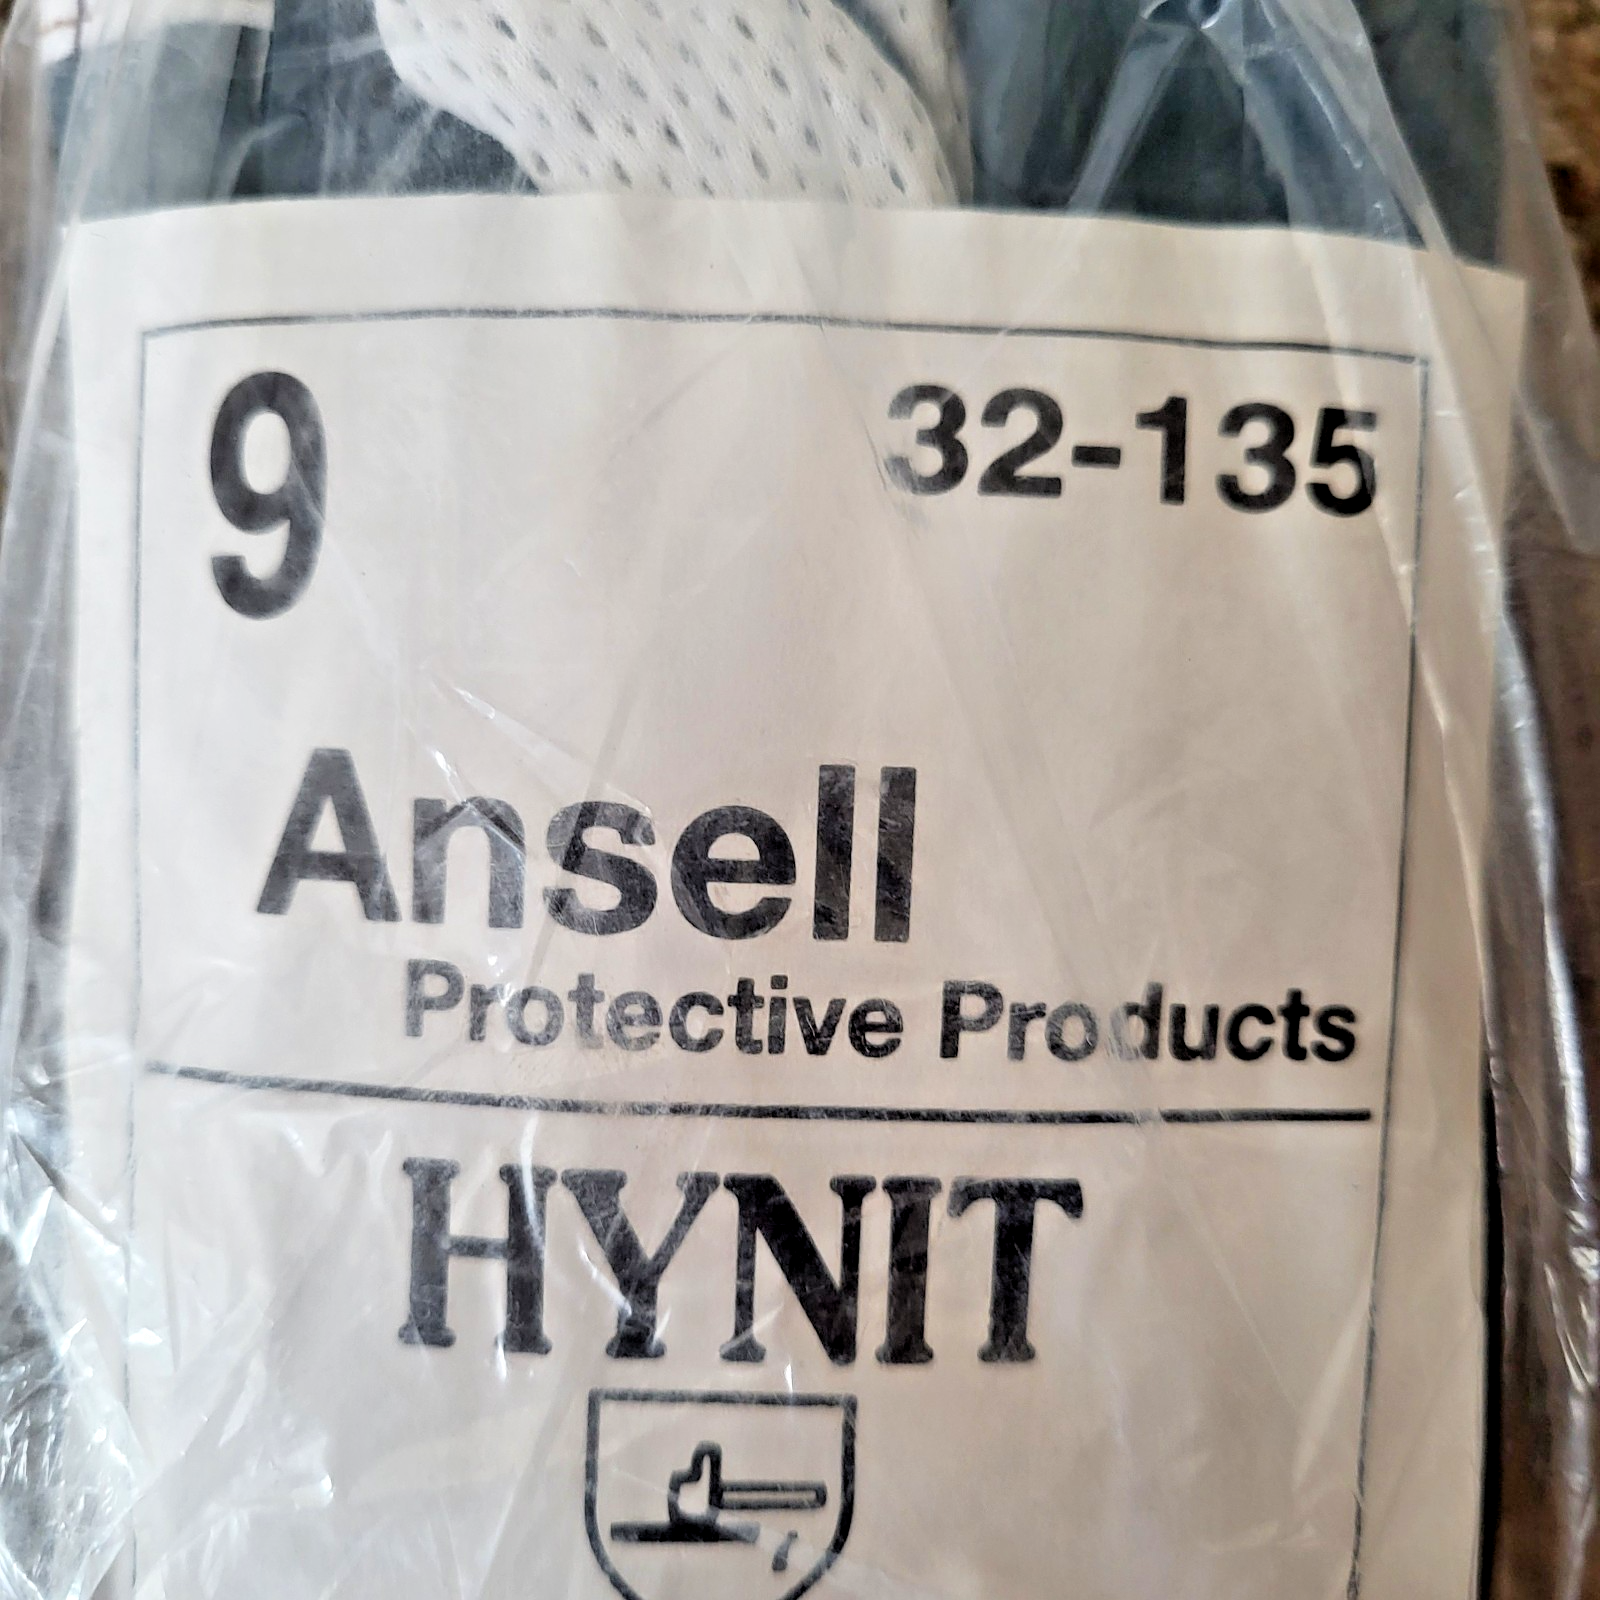 9
32-135
Ansell
Protective Products
HYNIT